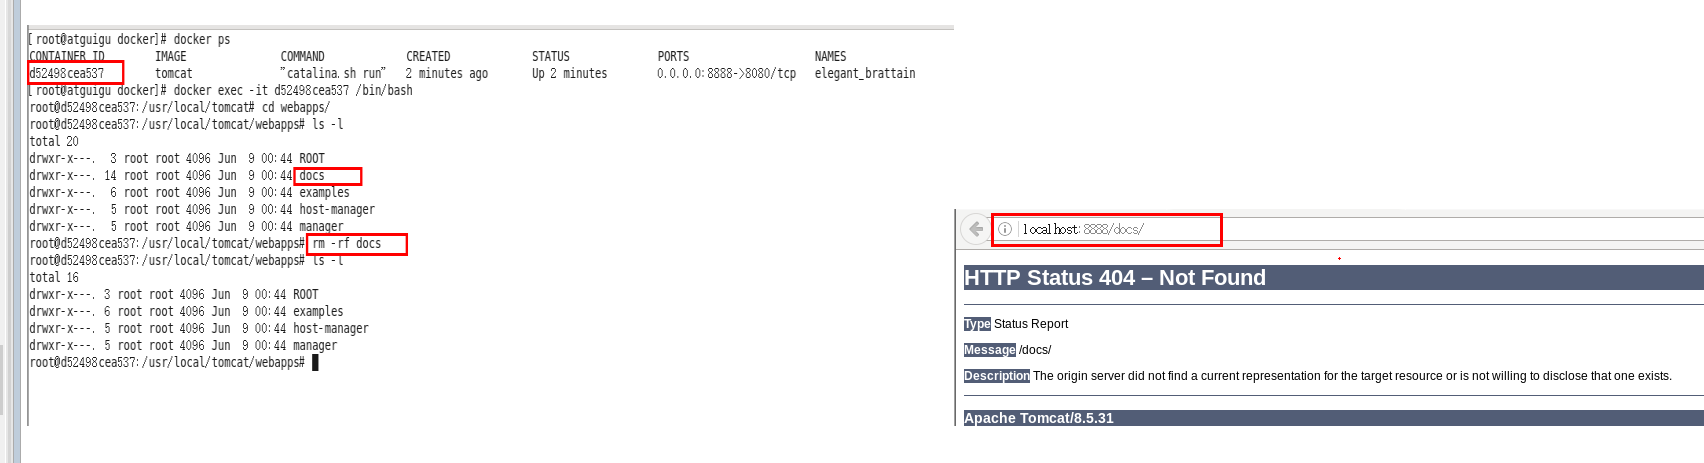 [root@atguigu docker]# docker ps
CONTAINER ID IMAGE COMMAND CREATED STATUS PORTS NAMES
d52498cea537 tomcat "catalina.sh run" 2 minutes ago Up 2 minutes 0.0.0.0:8888->8080/tcp elegant_brattain
[root@atguigu docker]# docker exec -it d52498cea537 /bin/bash
root@d52498cea537:/usr/local/tomcat# cd webapps/
root@d52498cea537:/usr/local/tomcat/webapps# ls -l
total 20
drwxr-x---. 3 root root 4096 Jun 9 00:44 ROOT
drwxr-x---. 14 root root 4096 Jun 9 00:44 docs
drwxr-x---. 6 root root 4096 Jun 9 00:44 examples
drwxr-x---. 5 root root 4096 Jun 9 00:44 host-manager
drwxr-x---. 5 root root 4096 Jun 9 00:44 manager
root@d52498cea537:/usr/local/tomcat/webapps# rm -rf docs
root@d52498cea537:/usr/local/tomcat/webapps# ls -l
total 16
drwxr-x---. 3 root root 4096 Jun 9 00:44 ROOT
drwxr-x---. 6 root root 4096 Jun 9 00:44 examples
drwxr-x---. 5 root root 4096 Jun 9 00:44 host-manager
drwxr-x---. 5 root root 4096 Jun 9 00:44 manager
root@d52498cea537:/usr/local/tomcat/webapps#
localhost:8888/docs/
HTTP Status 404 – Not Found
Type Status Report
Message /docs/
Description The origin server did not find a current representation for the target resource or is not willing to disclose that one exists.
Apache Tomcat/8.5.31